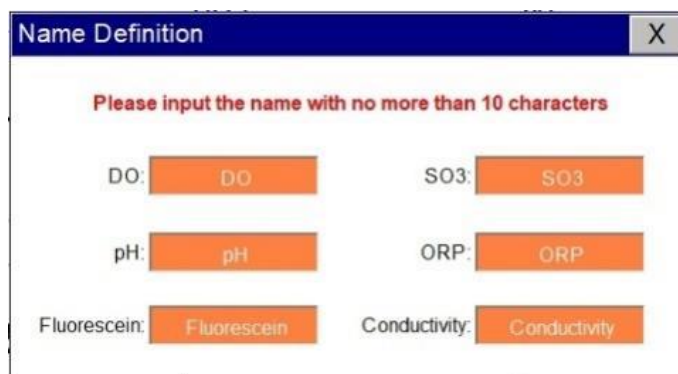 Name Definition X
Please input the name with no more than 10 characters
DO: DO SO3: SO3
pH: pH ORP: ORP
Fluorescein: Fluorescein Conductivity: Conductivity